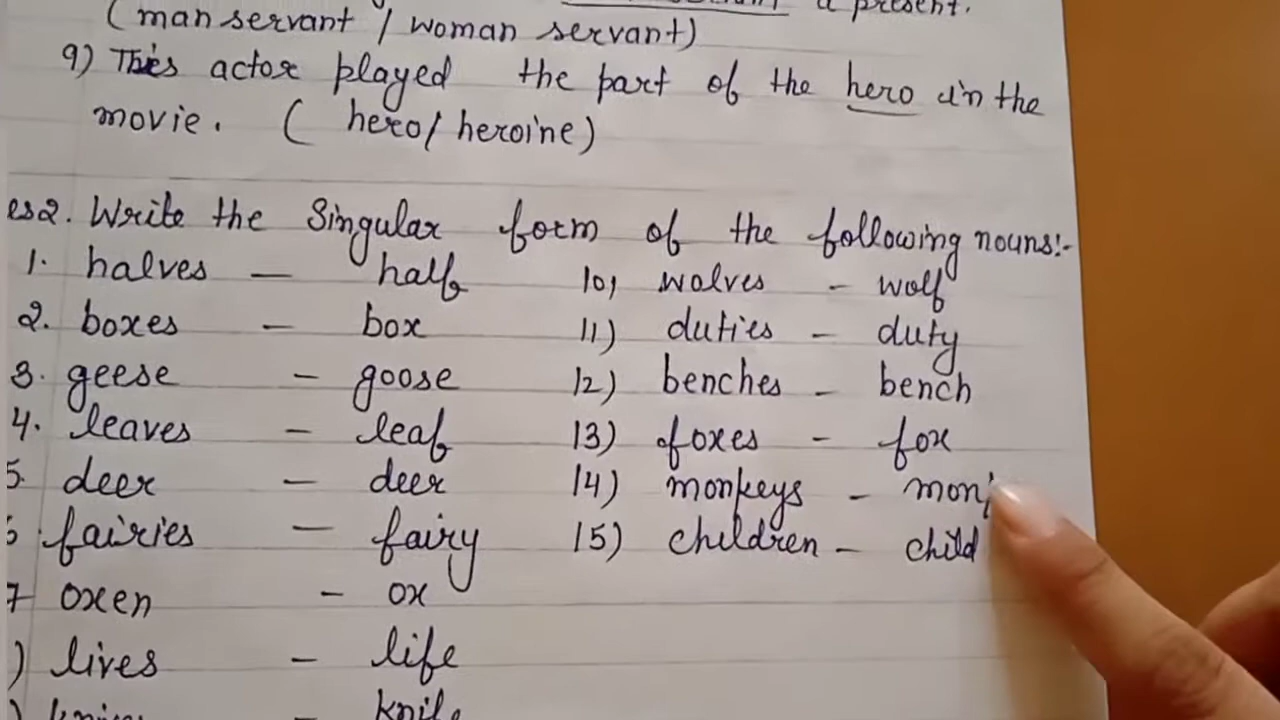 a present.
(man servant / woman servant)
9) This actor played the part of the hero in the
movie. ( hero/ heroine)
es2. Write the Singular form of the following nouns:-
1. halves — half
2. boxes — box
3. geese — goose
4. leaves — leaf
5. deer — deer
6. fairies — fairy
7 oxen — ox
) lives — life
) — knife
10) wolves - wolf
11) duties - duty
12) benches - bench
13) foxes - fox
14) monkeys -
15) children - child